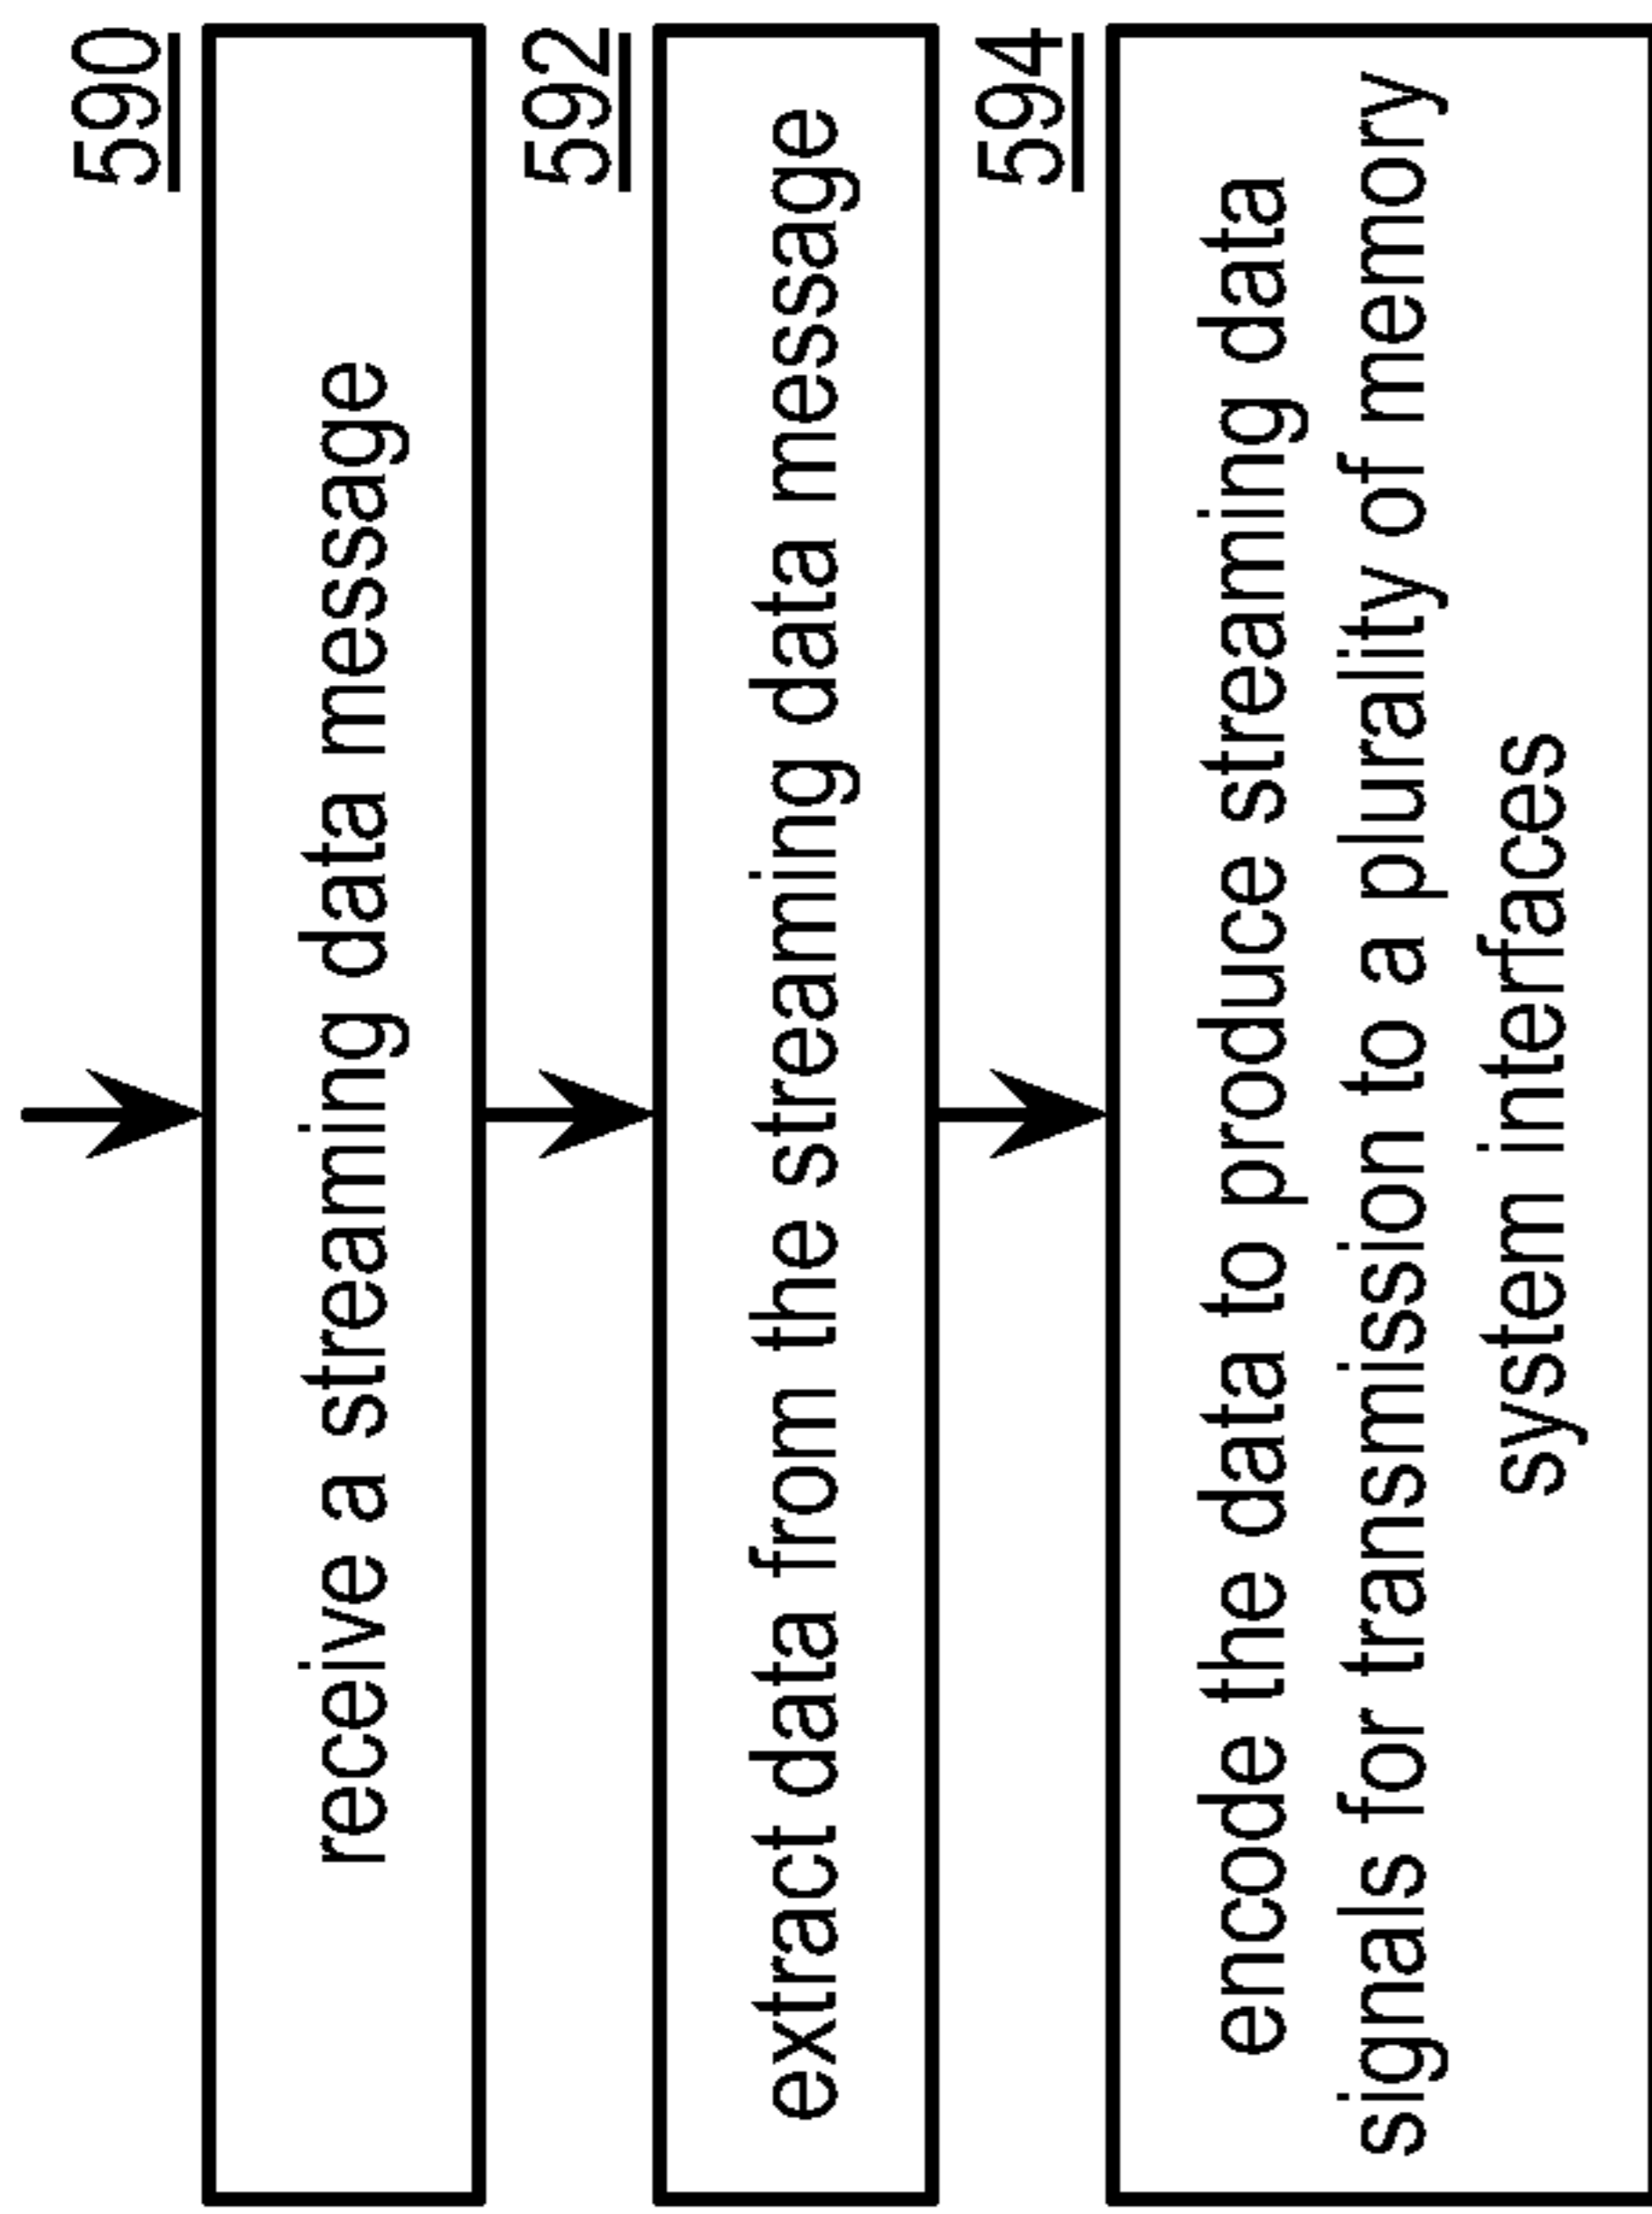 590
receive a streaming data message
592
extract data from the streaming data message
594
encode the data to produce streaming data
signals for transmission to a plurality of memory
system interfaces